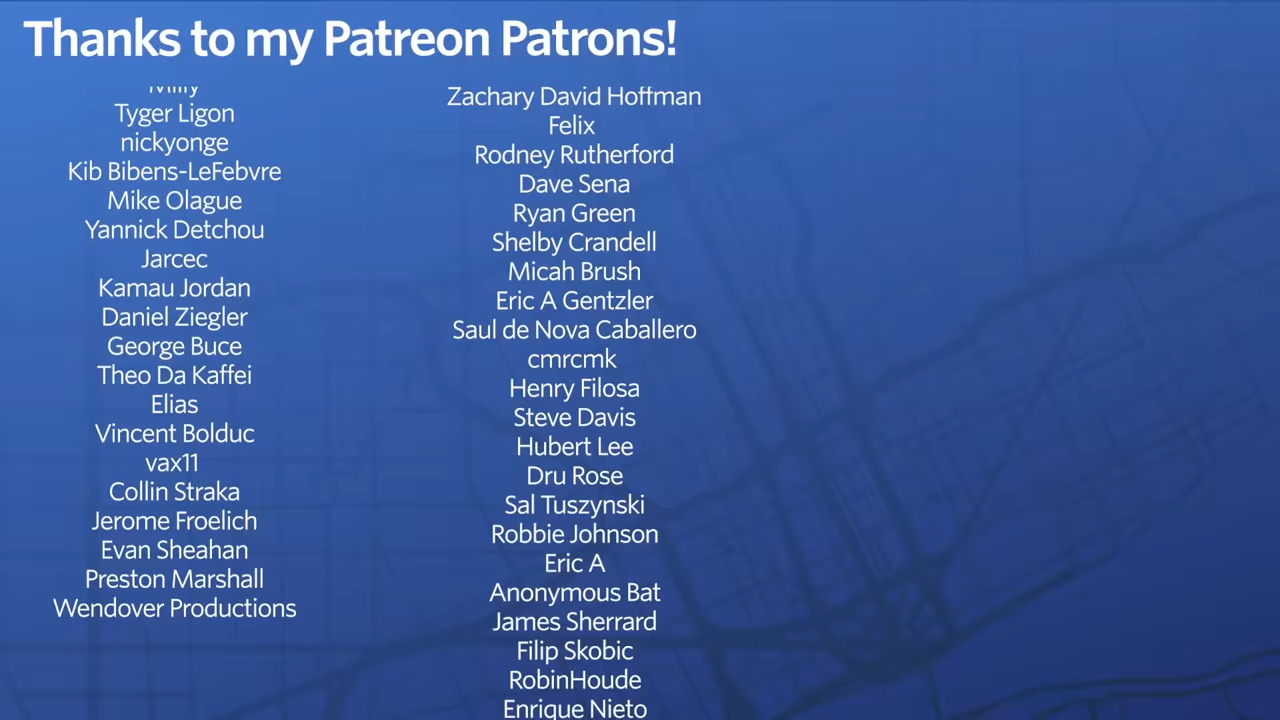 Thanks to my Patreon Patrons!
Tyger Ligon
nickyonge
Kib Bibens-LeFebvre
Mike Olague
Yannick Detchou
Jarcec
Kamau Jordan
Daniel Ziegler
George Buce
Theo Da Kaffei
Elias
Vincent Bolduc
vax11
Collin Straka
Jerome Froelich
Evan Sheahan
Preston Marshall
Wendover Productions
Zachary David Hoffman
Felix
Rodney Rutherford
Dave Sena
Ryan Green
Shelby Crandell
Micah Brush
Eric A Gentzler
Saul de Nova Caballero
cmrcmk
Henry Filosa
Steve Davis
Hubert Lee
Dru Rose
Sal Tuszynski
Robbie Johnson
Eric A
Anonymous Bat
James Sherrard
Filip Skobic
RobinHoude
Enrique Nieto